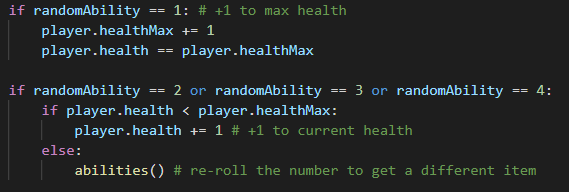 if randomAbility == 1: # +1 to max health
    player.healthMax += 1
    player.health == player.healthMax

if randomAbility == 2 or randomAbility == 3 or randomAbility == 4:
    if player.health < player.healthMax:
        player.health += 1 # +1 to current health
    else:
        abilities() # re-roll the number to get a different item